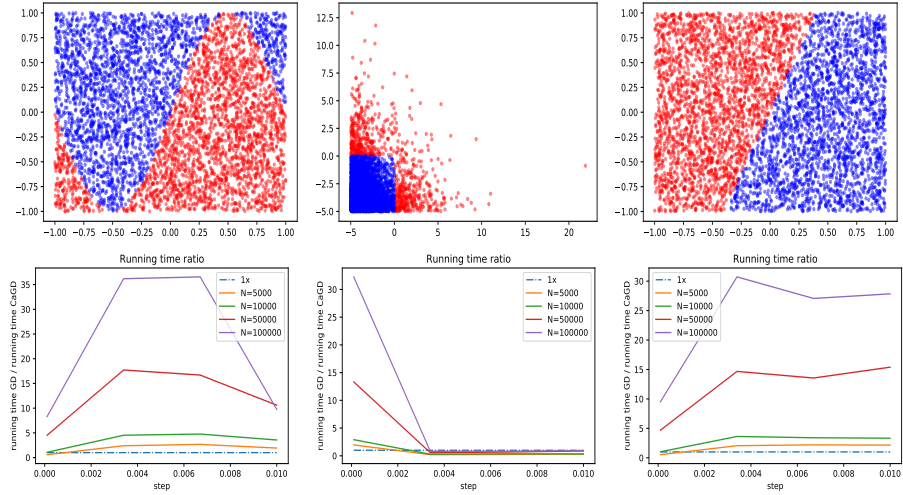 1.00
0.75
0.50
0.25
0.00
−0.25
−0.50
−0.75
−1.00
−1.00 −0.75 −0.50 −0.25 0.00 0.25 0.50 0.75 1.00
12.5
10.0
7.5
5.0
2.5
0.0
−2.5
−5.0
−5 0 5 10 15 20
1.00
0.75
0.50
0.25
0.00
−0.25
−0.50
−0.75
−1.00
−1.00 −0.75 −0.50 −0.25 0.00 0.25 0.50 0.75 1.00
Running time ratio
running time GD / running time CaGD
35
30
25
20
15
10
5
0
1x
N=5000
N=10000
N=50000
N=100000
0.000 0.002 0.004 0.006 0.008 0.010
step
Running time ratio
running time GD / running time CaGD
30
25
20
15
10
5
0
1x
N=5000
N=10000
N=50000
N=100000
0.000 0.002 0.004 0.006 0.008 0.010
step
Running time ratio
running time GD / running time CaGD
30
25
20
15
10
5
0
1x
N=5000
N=10000
N=50000
N=100000
0.000 0.002 0.004 0.006 0.008 0.010
step